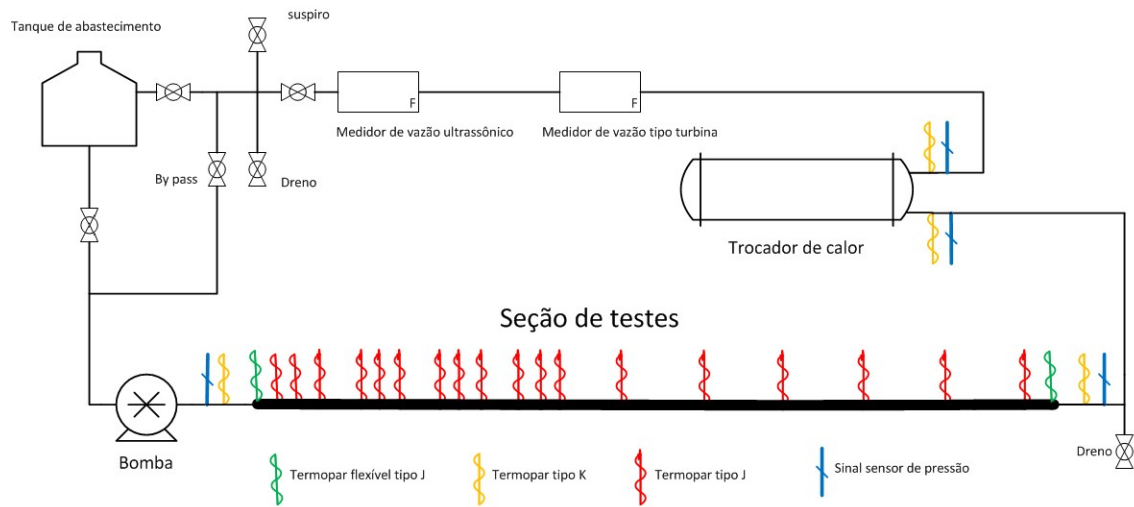 suspiro
Tanque de abastecimento
F
F
Medidor de vazão ultrassônico
Medidor de vazão tipo turbina
By pass
Dreno
Trocador de calor
Seção de testes
Bomba
Dreno
Termopar flexível tipo J
Termopar tipo K
Termopar tipo J
Sinal sensor de pressão